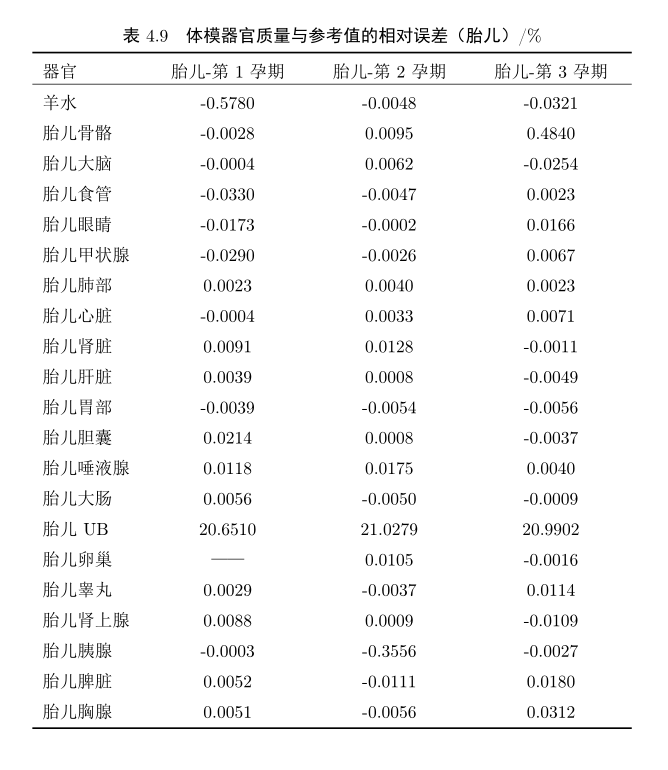 表 4.9 体模器官质量与参考值的相对误差（胎儿）/%
器官 胎儿-第 1 孕期 胎儿-第 2 孕期 胎儿-第 3 孕期
羊水 -0.5780 -0.0048 -0.0321
胎儿骨骼 -0.0028 0.0095 0.4840
胎儿大脑 -0.0004 0.0062 -0.0254
胎儿食管 -0.0330 -0.0047 0.0023
胎儿眼睛 -0.0173 -0.0002 0.0166
胎儿甲状腺 -0.0290 -0.0026 0.0067
胎儿肺部 0.0023 0.0040 0.0023
胎儿心脏 -0.0004 0.0033 0.0071
胎儿肾脏 0.0091 0.0128 -0.0011
胎儿肝脏 0.0039 0.0008 -0.0049
胎儿胃部 -0.0039 -0.0054 -0.0056
胎儿胆囊 0.0214 0.0008 -0.0037
胎儿唾液腺 0.0118 0.0175 0.0040
胎儿大肠 0.0056 -0.0050 -0.0009
胎儿 UB 20.6510 21.0279 20.9902
胎儿卵巢 —— 0.0105 -0.0016
胎儿睾丸 0.0029 -0.0037 0.0114
胎儿肾上腺 0.0088 0.0009 -0.0109
胎儿胰腺 -0.0003 -0.3556 -0.0027
胎儿脾脏 0.0052 -0.0111 0.0180
胎儿胸腺 0.0051 -0.0056 0.0312